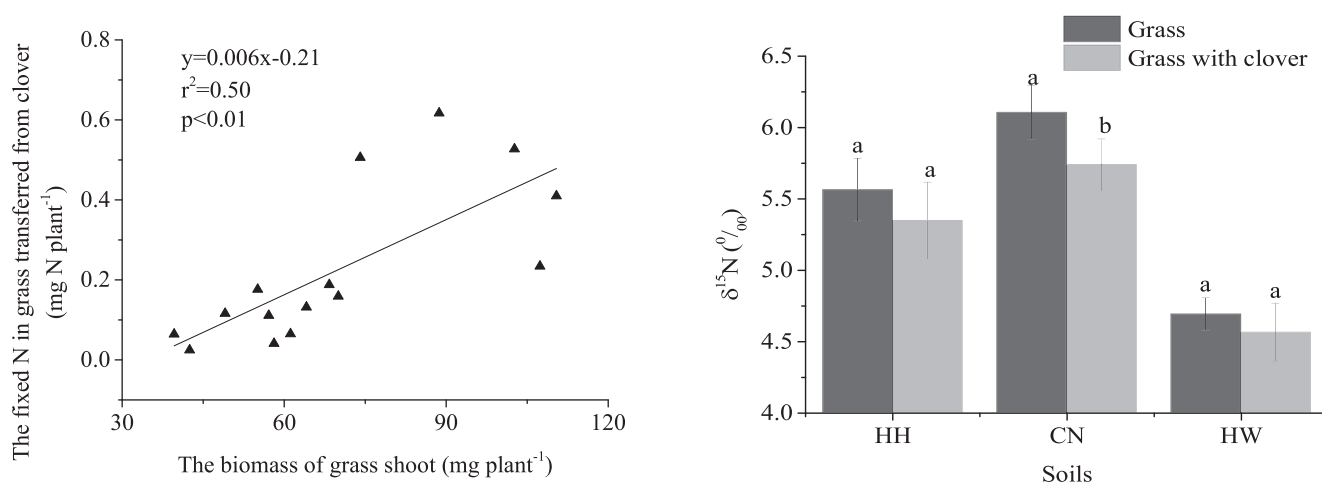 The fixed N in grass transferred from clover
(mg N plant⁻¹)
0.8
0.6
0.4
0.2
0.0
y=0.006x-0.21
r²=0.50
p<0.01
30
60
90
120
The biomass of grass shoot (mg plant⁻¹)
Grass
Grass with clover
δ¹⁵N (⁰/₀₀)
6.5
6.0
5.5
5.0
4.5
4.0
a
a
a
b
a
a
HH
CN
HW
Soils